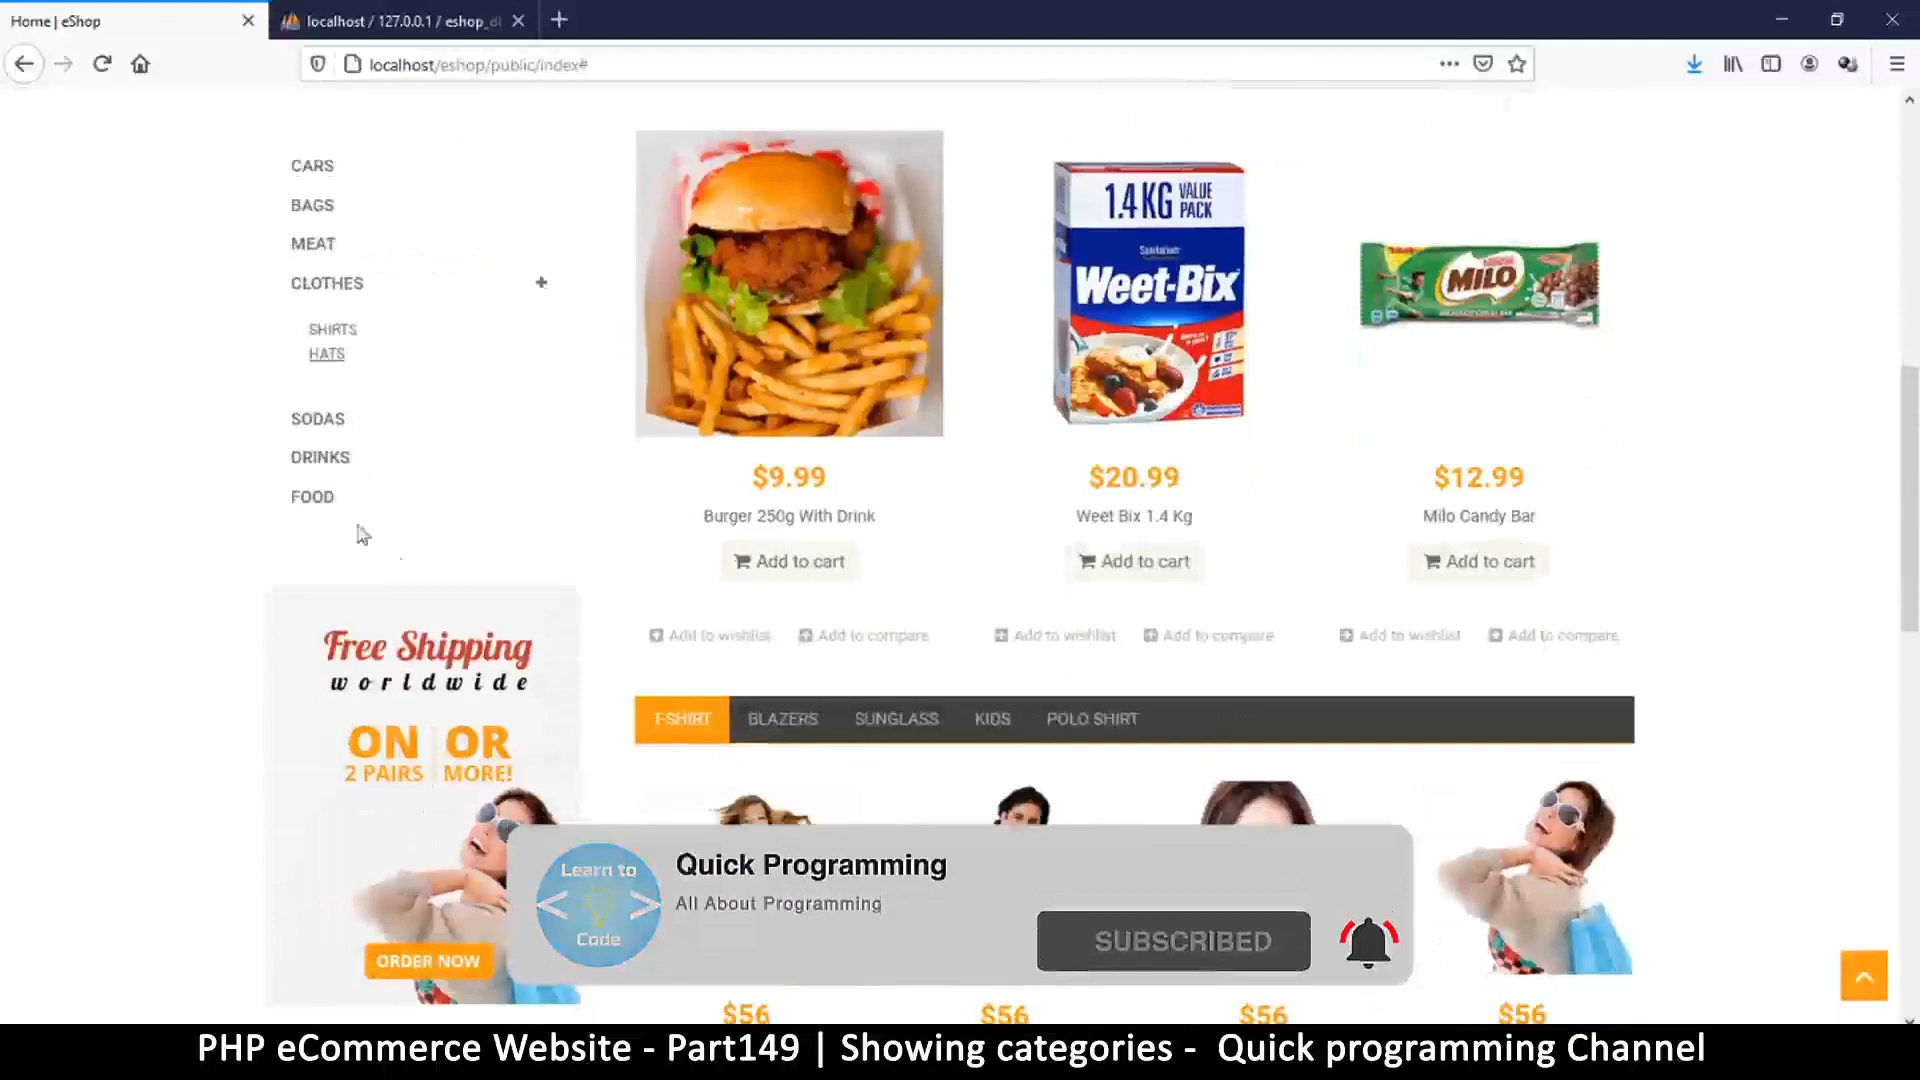 Home | eShop
localhost / 127.0.0.1 / eshop_d
localhost/eshop/public/index#
CARS
BAGS
MEAT
CLOTHES
SHIRTS
HATS
SODAS
DRINKS
FOOD
1.4 KG VALUE PACK
Sanitarium
Weet-Bix
MILO
$9.99
$20.99
$12.99
Burger 250g With Drink
Weet Bix 1.4 Kg
Milo Candy Bar
Add to cart
Add to cart
Add to cart
Add to wishlist
Add to compare
Add to wishlist
Add to compare
Add to wishlist
Add to compare
Free Shipping
worldwide
ON OR
2 PAIRS MORE!
ORDER NOW
T-SHIRT
BLAZERS
SUNGLASS
KIDS
POLO SHIRT
Learn to
< >
Code
Quick Programming
All About Programming
SUBSCRIBED
$56
$56
$56
$56
PHP eCommerce Website - Part149 | Showing categories - Quick programming Channel